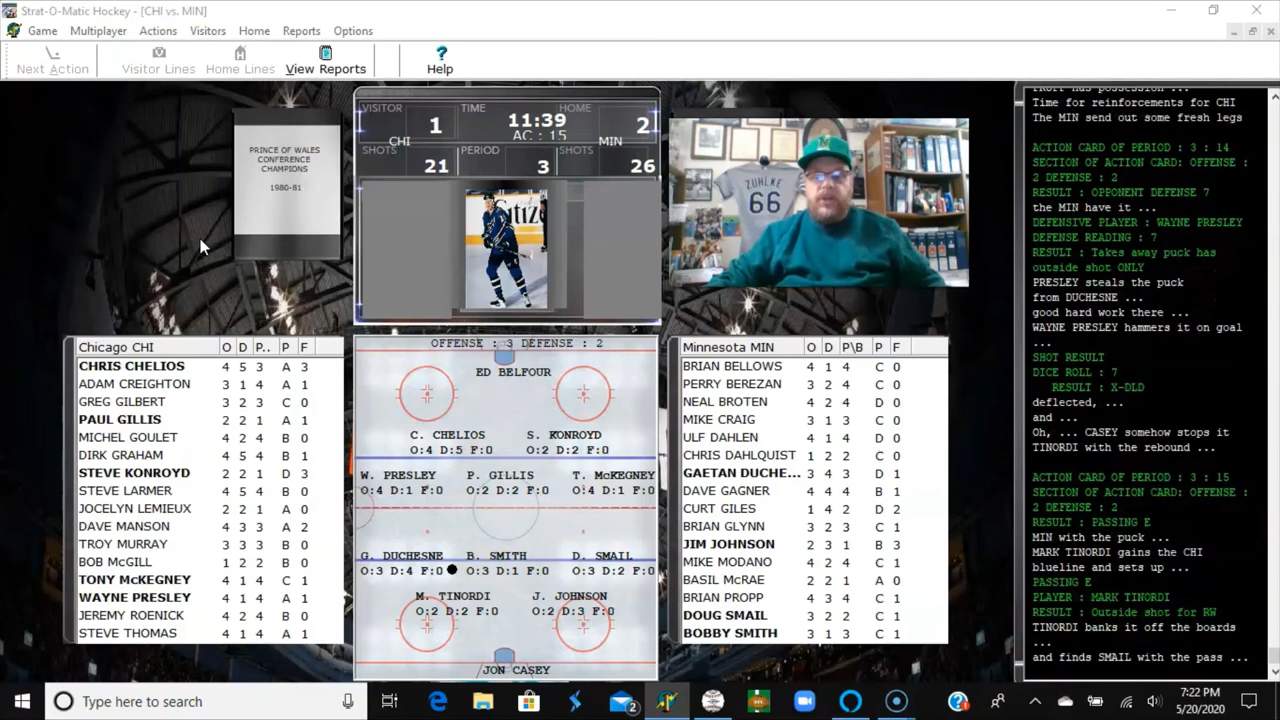 Strat-O-Matic Hockey - [CHI vs. MIN]
Game Multiplayer Actions Visitors Home Reports Options
Next Action Visitor Lines Home Lines View Reports Help
PRINCE OF WALES
CONFERENCE
CHAMPIONS
1980-81
VISITOR TIME HOME
CHI 1 11:39 MIN 2
AC : 15
SHOTS PERIOD SHOTS
21 3 26
ZUHLKE
66
Chicago CHI O D P.. P F
CHRIS CHELIOS 4 5 3 A 3
ADAM CREIGHTON 3 1 4 A 1
GREG GILBERT 3 2 3 C 0
PAUL GILLIS 2 2 1 A 1
MICHEL GOULET 4 2 4 B 0
DIRK GRAHAM 4 5 4 B 1
STEVE KONROYD 2 2 1 D 3
STEVE LARMER 4 5 4 B 0
JOCELYN LEMIEUX 2 2 1 A 0
DAVE MANSON 4 3 3 A 2
TROY MURRAY 3 3 3 B 0
BOB McGILL 1 2 2 B 0
TONY McKEGNEY 4 1 4 C 1
WAYNE PRESLEY 4 1 4 A 1
JEREMY ROENICK 4 2 4 B 0
STEVE THOMAS 4 1 4 A 1
OFFENSE : 3 DEFENSE : 2
ED BELFOUR
C. CHELIOS S. KONROYD
O:4 D:5 F:0 O:2 D:2 F:0
W. PRESLEY P. GILLIS T. McKEGNEY
O:4 D:1 F:0 O:2 D:2 F:0 O:4 D:1 F:0
G. DUCHESNE B. SMITH D. SMAIL
O:3 D:4 F:0 O:3 D:1 F:0 O:3 D:2 F:0
M. TINORDI J. JOHNSON
O:2 D:2 F:0 O:2 D:3 F:0
JON CASEY
Minnesota MIN O D P\B P F
BRIAN BELLOWS 4 1 4 C 0
PERRY BEREZAN 3 2 3 C 0
NEAL BROTEN 4 2 4 D 0
MIKE CRAIG 3 1 3 C 0
ULF DAHLEN 4 1 4 D 0
CHRIS DAHLQUIST 1 2 2 C 0
GAETAN DUCHE... 3 4 3 D 1
DAVE GAGNER 4 4 4 B 1
CURT GILES 1 4 2 D 2
BRIAN GLYNN 3 2 3 C 1
JIM JOHNSON 2 3 1 B 3
MIKE MODANO 4 2 4 C 1
BASIL McRAE 2 2 1 A 0
BRIAN PROPP 4 3 4 C 1
DOUG SMAIL 3 2 2 C 1
BOBBY SMITH 3 1 3 C 1
Time for reinforcements for CHI
The MIN send out some fresh legs
ACTION CARD OF PERIOD : 3 : 14
SECTION OF ACTION CARD: OFFENSE :
2 DEFENSE : 2
RESULT : OPPONENT DEFENSE 7
the MIN have it ...
DEFENSIVE PLAYER : WAYNE PRESLEY
DEFENSE READING : 7
RESULT : Takes away puck has
outside shot ONLY
PRESLEY steals the puck
from DUCHESNE ...
good hard work there ...
WAYNE PRESLEY hammers it on goal
...
SHOT RESULT
DICE ROLL : 7
RESULT : X-DLD
deflected, ...
and ...
Oh, ... CASEY somehow stops it
TINORDI with the rebound ...
ACTION CARD OF PERIOD : 3 : 15
SECTION OF ACTION CARD: OFFENSE :
2 DEFENSE : 2
RESULT : PASSING E
MIN with the puck ...
MARK TINORDI gains the CHI
blueline and sets up ...
PASSING E
PLAYER : MARK TINORDI
RESULT : Outside shot for RW
TINORDI banks it off the boards
...
and finds SMAIL with the pass ...
Type here to search
2
7:22 PM
5/20/2020